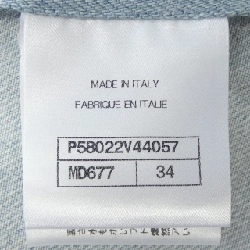 MADE IN ITALY
FABRIQUE EN ITALIE
P58022V44057
MD677 34